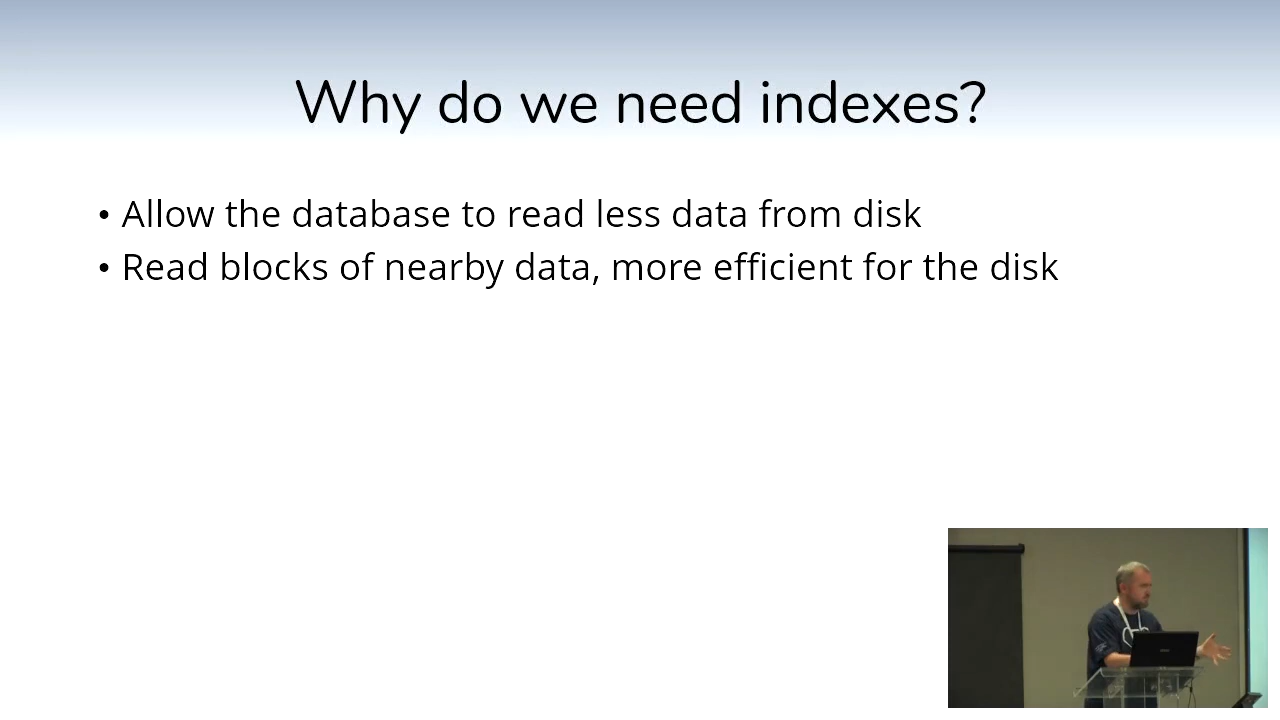 Why do we need indexes?
• Allow the database to read less data from disk
• Read blocks of nearby data, more efficient for the disk